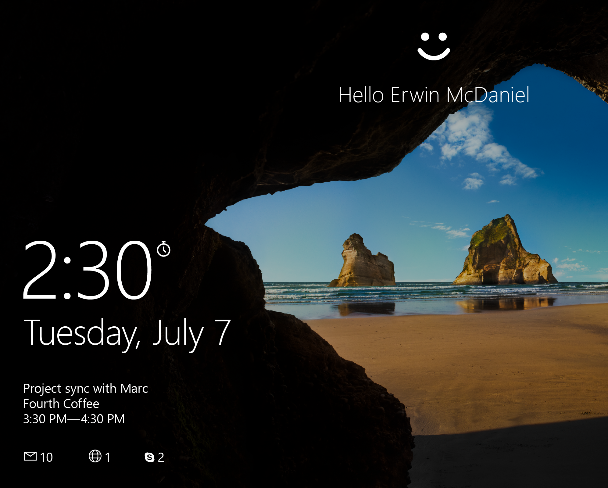 Hello Erwin McDaniel
2:30
Tuesday, July 7
Project sync with Marc
Fourth Coffee
3:30 PM—4:30 PM
10 1 2